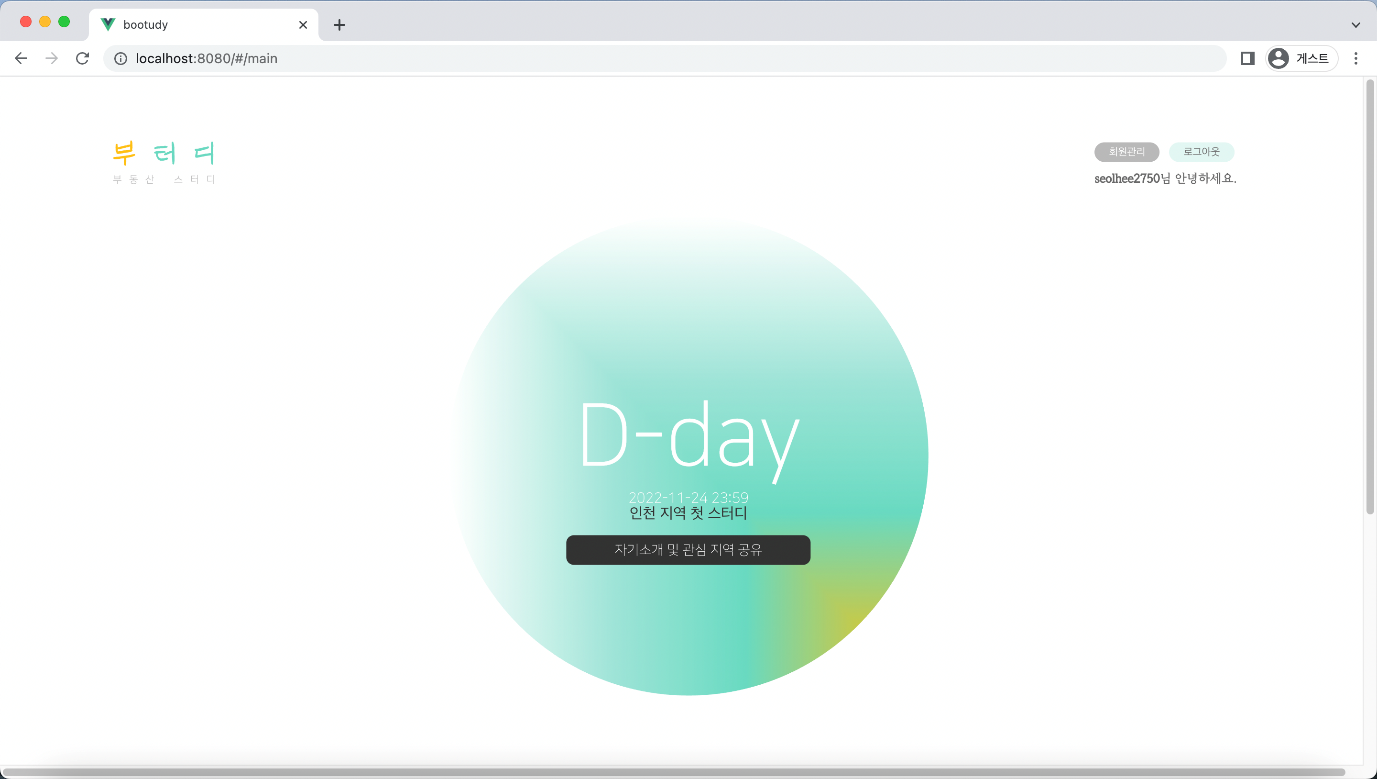 bootudy
localhost:8080/#/main
게스트
부 터 디
부동산 스터디
회원관리
로그아웃
seolhee2750님 안녕하세요.
D-day
2022-11-24 23:59
인천 지역 첫 스터디
자기소개 및 관심 지역 공유